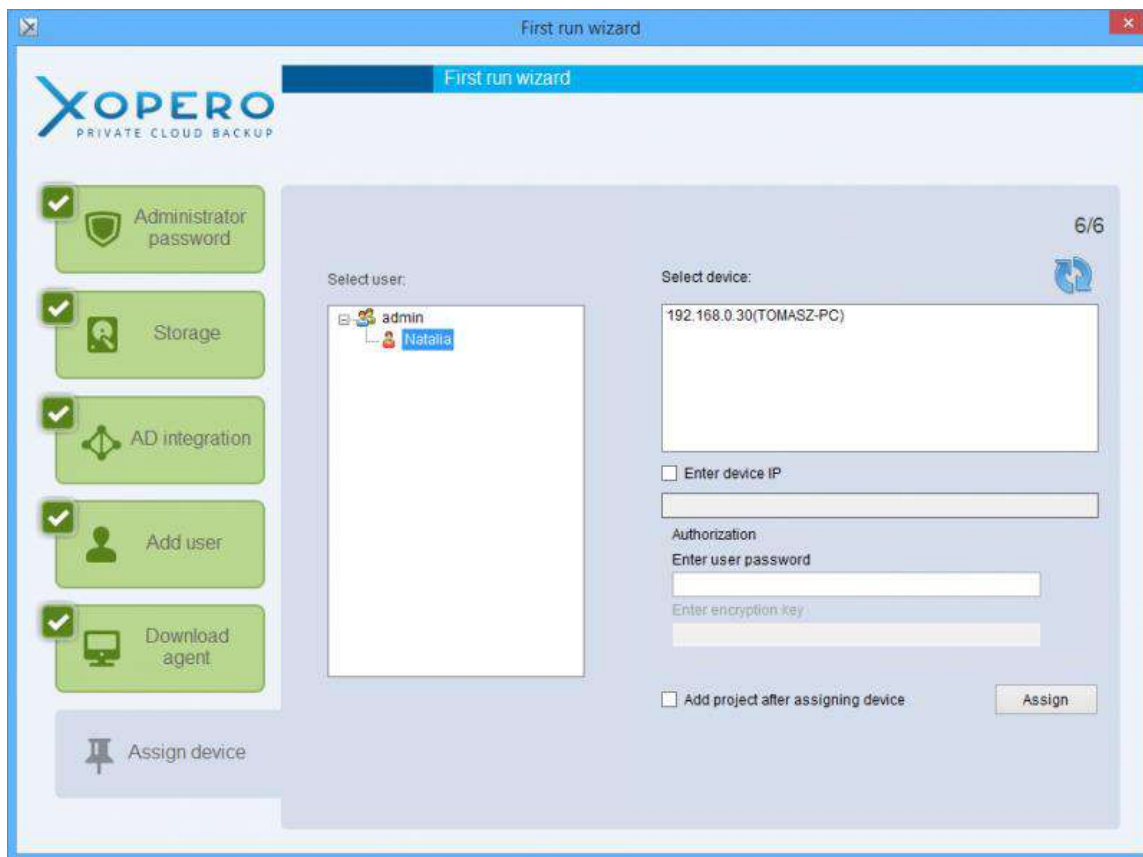 First run wizard
First run wizard
XOPERO
PRIVATE CLOUD BACKUP
Administrator
password
Storage
AD integration
Add user
Download
agent
Assign device
6/6
Select user:
admin
Natalia
Select device:
192.168.0.30(TOMASZ-PC)
Enter device IP
Authorization
Enter user password
Enter encryption key
Add project after assigning device
Assign